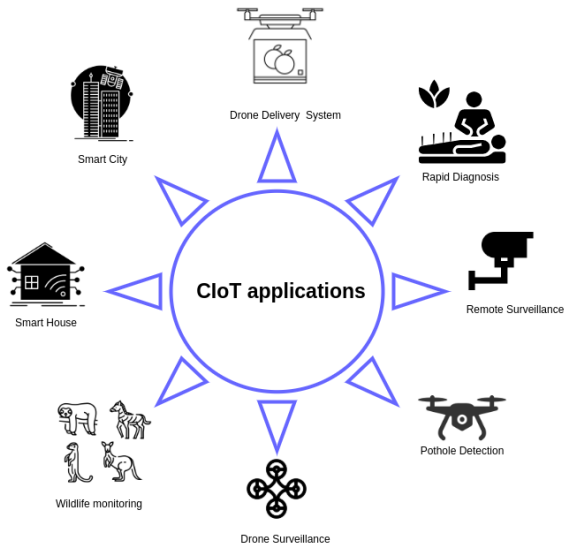 Drone Delivery System
Smart City
Rapid Diagnosis
CIoT applications
Remote Surveillance
Smart House
Pothole Detection
Wildlife monitoring
Drone Surveillance